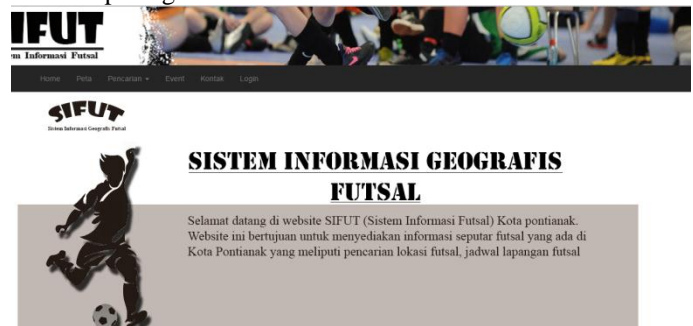 IFUT
Informasi Futsal
Home Peta Pencarian Event Kontak Login
SIFUT
Sistem Informasi Geografis Futsal
SISTEM INFORMASI GEOGRAFIS
FUTSAL
Selamat datang di website SIFUT (Sistem Informasi Futsal) Kota pontianak.
Website ini bertujuan untuk menyediakan informasi seputar futsal yang ada di
Kota Pontianak yang meliputi pencarian lokasi futsal, jadwal lapangan futsal